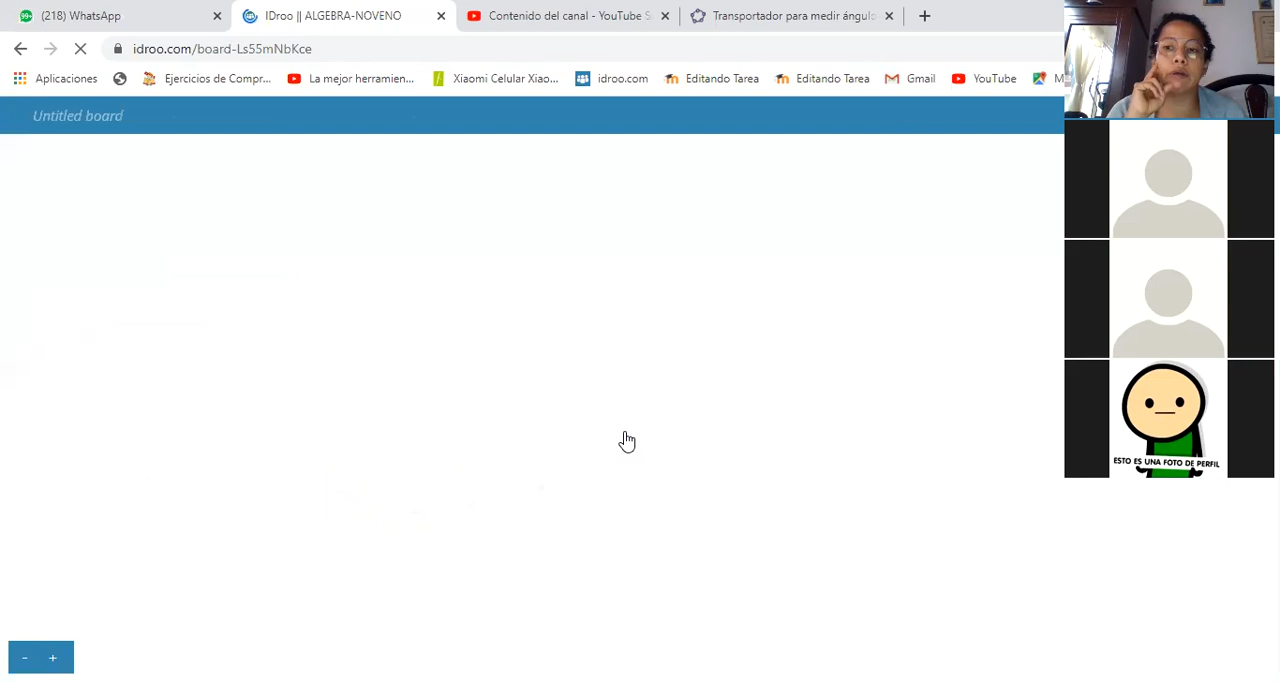 99+ (218) WhatsApp
IDroo || ALGEBRA-NOVENO
Contenido del canal - YouTube S
Transportador para medir ángulo
idroo.com/board-Ls55mNbKce
Aplicaciones
Ejercicios de Compr...
La mejor herramien...
Xiaomi Celular Xiao...
idroo.com
Editando Tarea
Editando Tarea
Gmail
YouTube
M
Untitled board
ESTO ES UNA FOTO DE PERFIL
- +